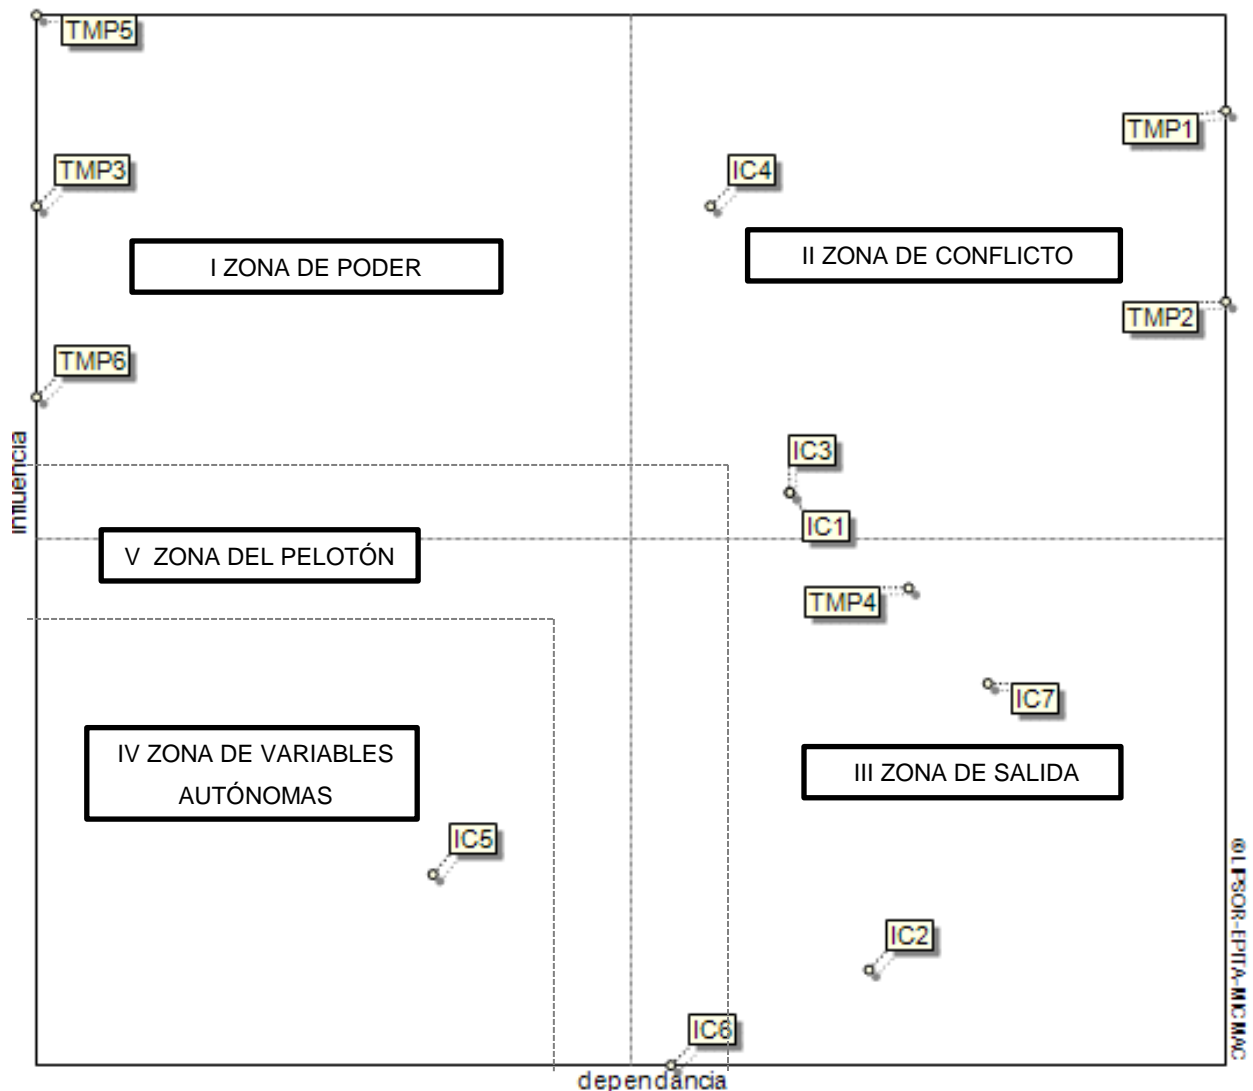 TMP5
TMP1
TMP3
IC4
I ZONA DE PODER
II ZONA DE CONFLICTO
TMP2
TMP6
influencia
IC3
IC1
V ZONA DEL PELOTÓN
TMP4
IC7
IV ZONA DE VARIABLES
AUTÓNOMAS
III ZONA DE SALIDA
IC5
IC2
IC6
dependancia
© LIPSOR-EPITA-MICMAC